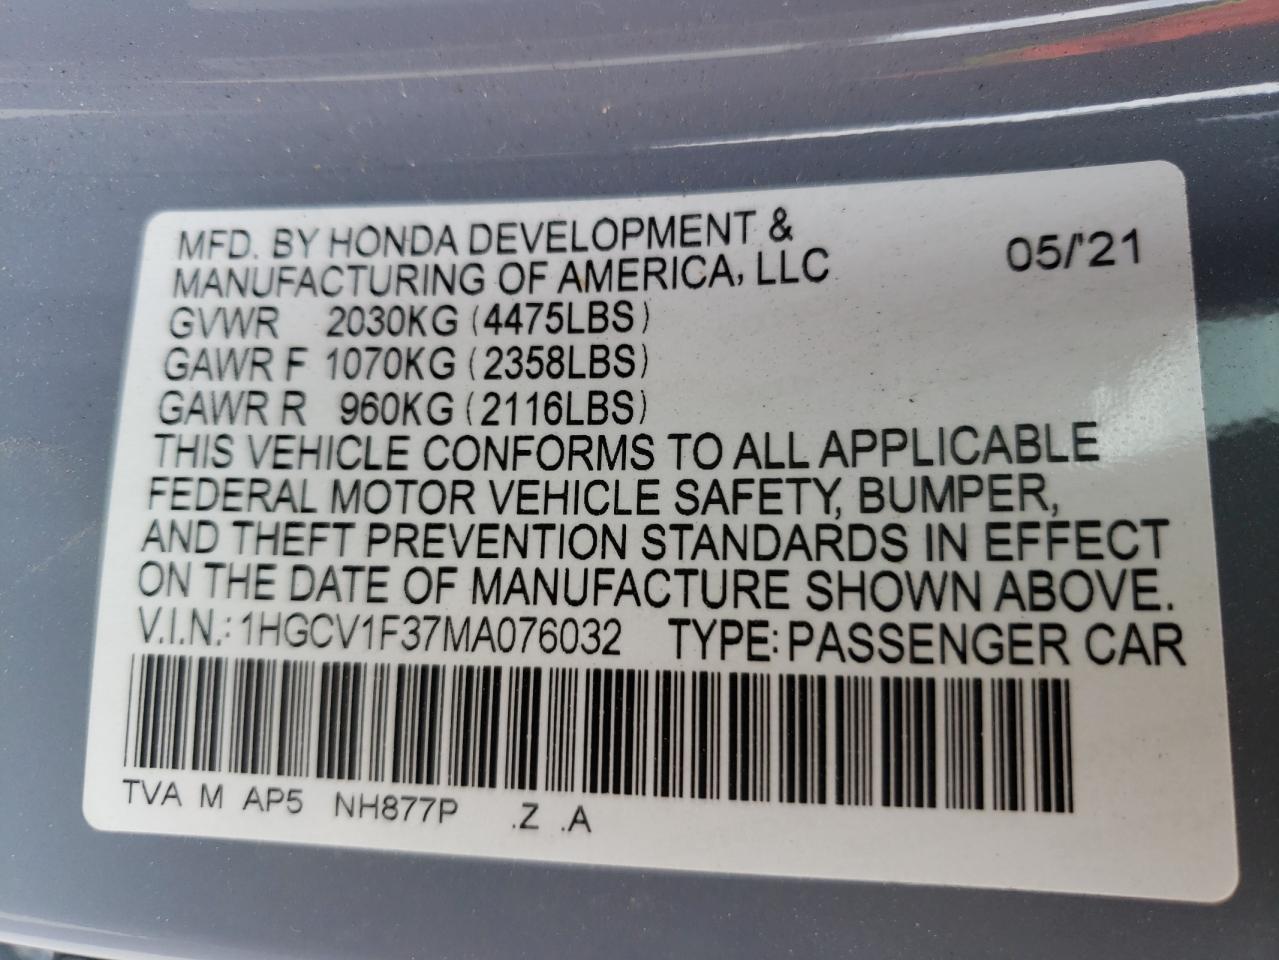 MFD. BY HONDA DEVELOPMENT & 05/'21
MANUFACTURING OF AMERICA, LLC
GVWR 2030KG (4475LBS)
GAWR F 1070KG (2358LBS)
GAWR R 960KG (2116LBS)
THIS VEHICLE CONFORMS TO ALL APPLICABLE
FEDERAL MOTOR VEHICLE SAFETY, BUMPER,
AND THEFT PREVENTION STANDARDS IN EFFECT
ON THE DATE OF MANUFACTURE SHOWN ABOVE.
V.I.N.: 1HGCV1F37MA076032 TYPE: PASSENGER CAR
TVA M AP5 NH877P .Z .A